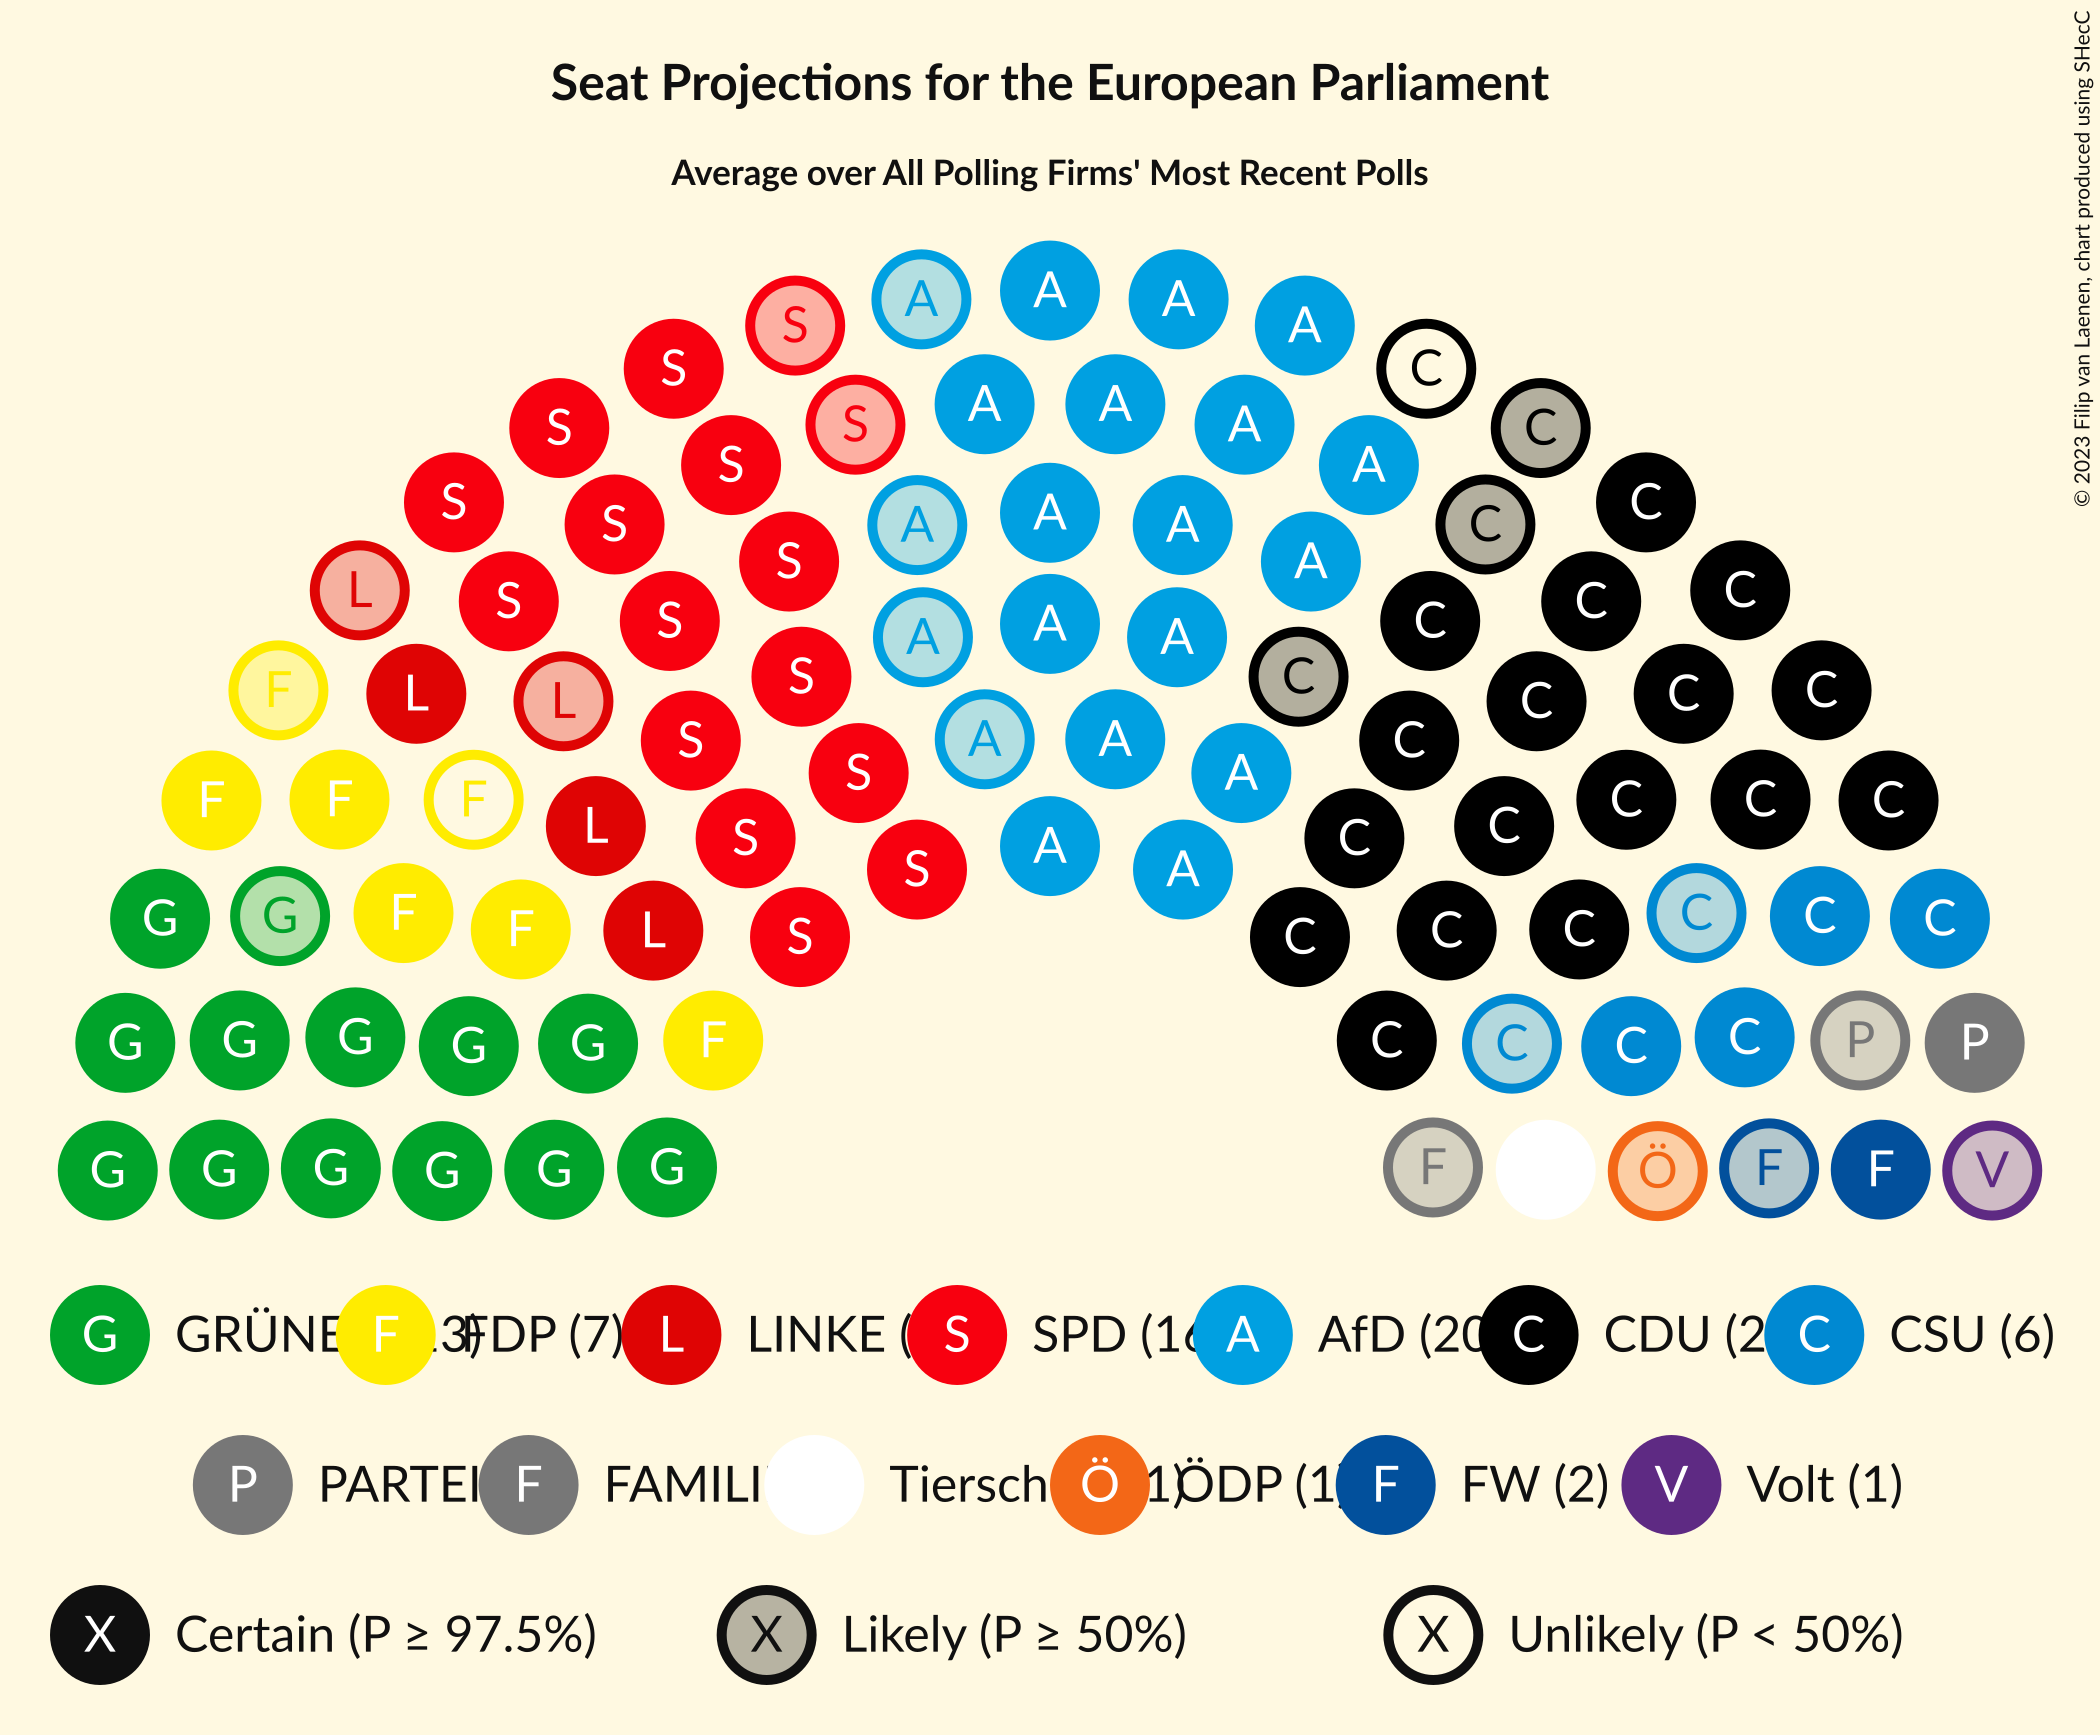 Seat Projections for the European Parliament
Average over All Polling Firms' Most Recent Polls
© 2023 Filip van Laenen, chart produced using SHecC
A A A
S A
S C
S A A A C
S A
S A C
S S A A A C C
L S S A C C C
S A A
F L L S S A C C C C C
S A C
F F F L S S A A C C C C C
G G F F L S A A C C C C C C
S C
G G G G G F C C C C P P
G G G G G G F Ö F F V
G GRÜNE F 3) FDP (7) L LINKE ( S SPD (16 A AfD (20 C CDU (2 C CSU (6)
P PARTEI F FAMILI Tiersch Ö 1) ÖDP (1) F FW (2) V Volt (1)
X Certain (P ≥ 97.5%) X Likely (P ≥ 50%) X Unlikely (P < 50%)